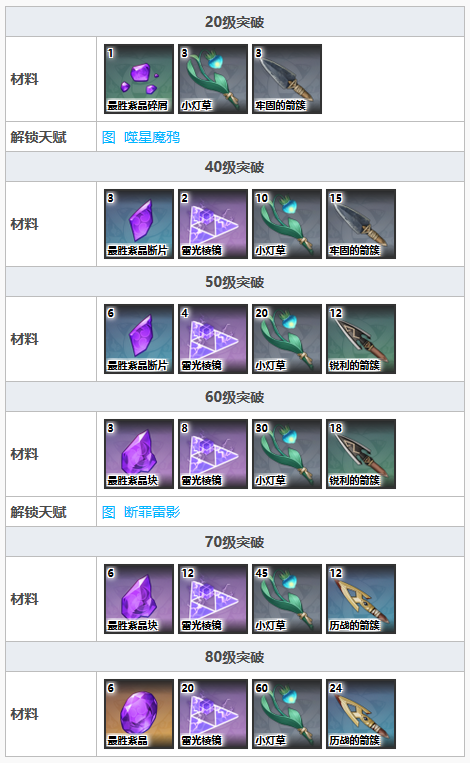 20级突破
材料
1 3 3
最胜紫晶碎屑 小灯草 牢固的箭簇
解锁天赋 图 噬星魔鸦
40级突破
材料
3 2 10 15
最胜紫晶断片 雷光棱镜 小灯草 牢固的箭簇
50级突破
材料
6 4 20 12
最胜紫晶断片 雷光棱镜 小灯草 锐利的箭簇
60级突破
材料
3 8 30 18
最胜紫晶块 雷光棱镜 小灯草 锐利的箭簇
解锁天赋 图 断罪雷影
70级突破
材料
6 12 45 12
最胜紫晶块 雷光棱镜 小灯草 历战的箭簇
80级突破
材料
6 20 60 24
最胜紫晶 雷光棱镜 小灯草 历战的箭簇